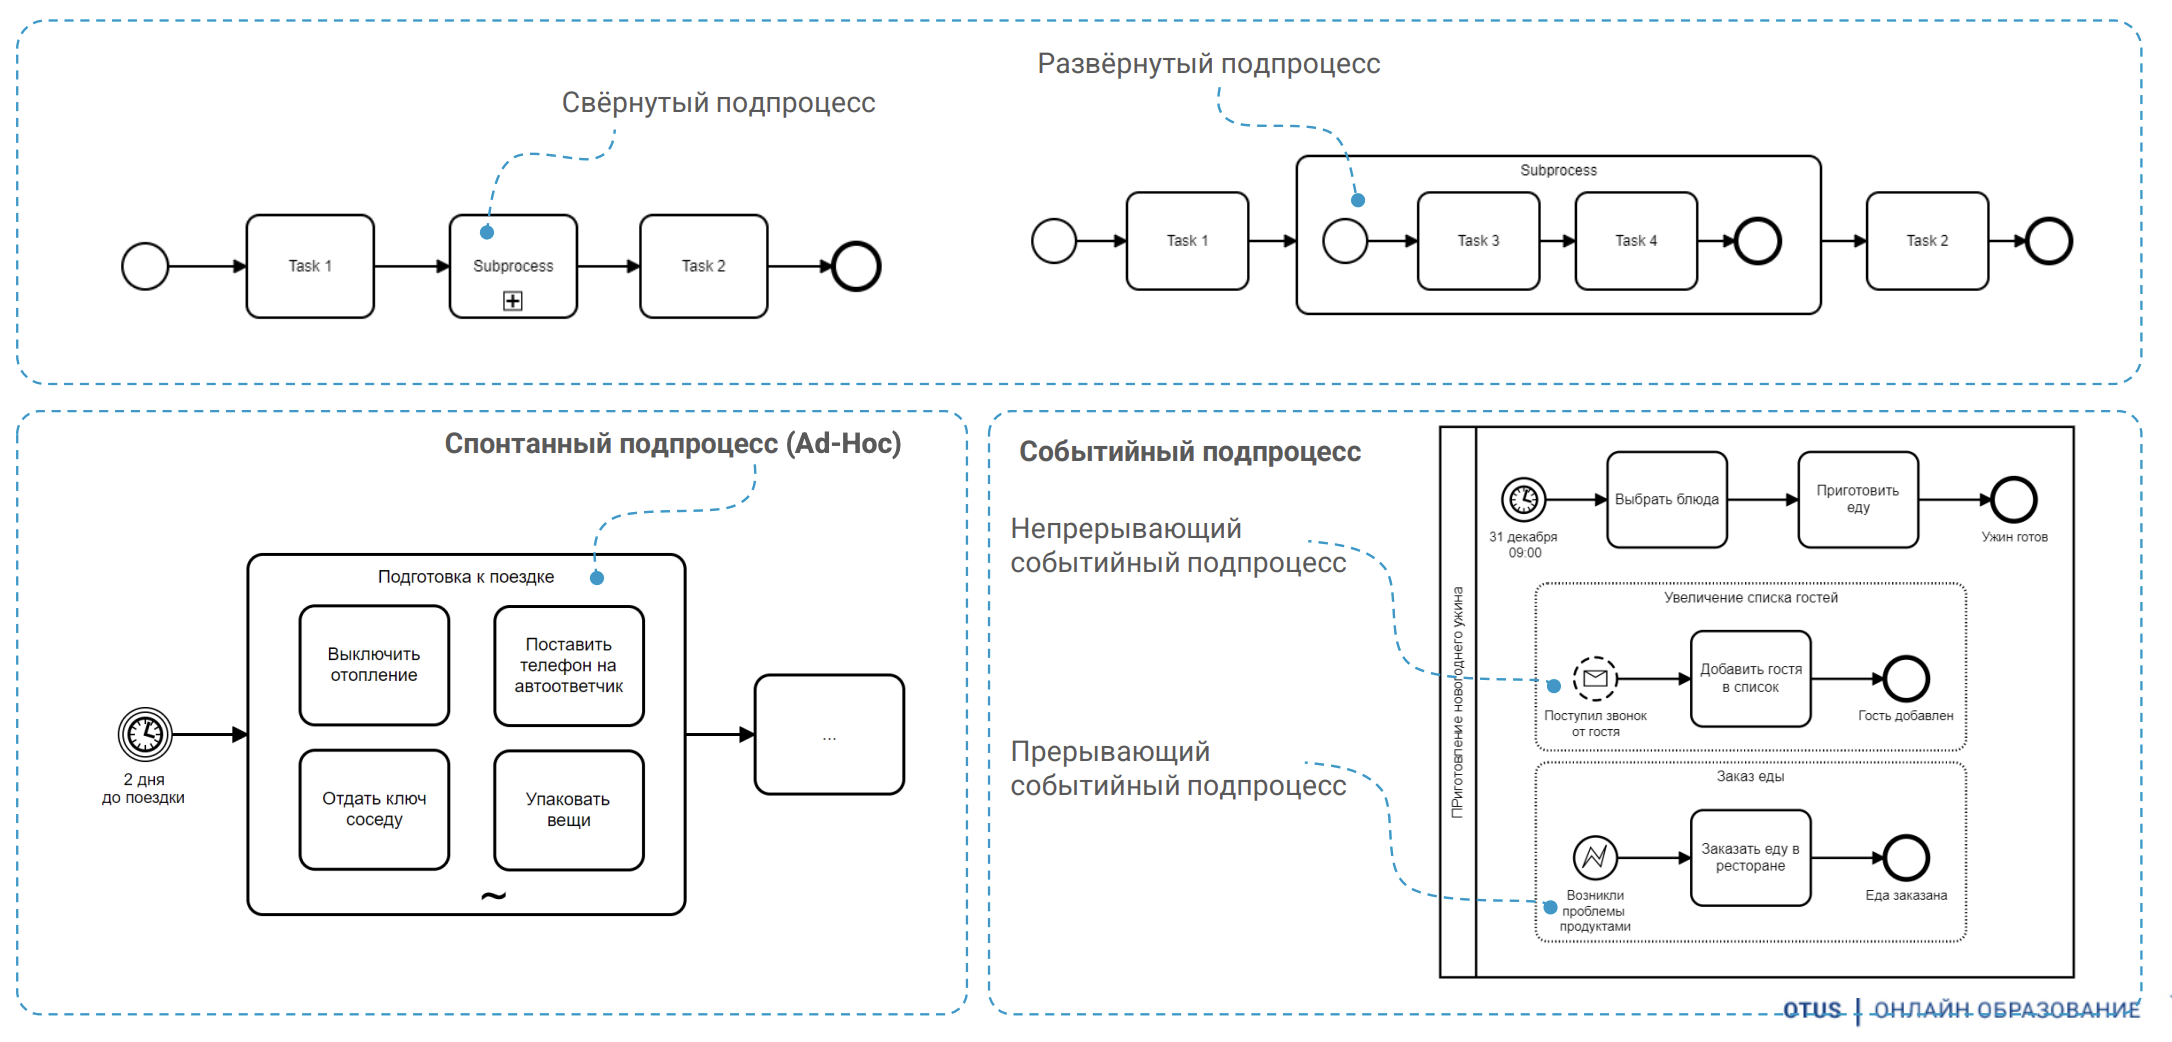 Развёрнутый подпроцесс
Свёрнутый подпроцесс
Task 1
Subprocess
Task 2
Subprocess
Task 1
Task 3
Task 4
Task 2
Спонтанный подпроцесс (Ad-Hoc)
Подготовка к поездке
Выключить
отопление
Поставить
телефон на
автоответчик
Отдать ключ
соседу
Упаковать
вещи
~
2 дня
до поездки
...
Событийный подпроцесс
Непрерывающий
событийный подпроцесс
Прерывающий
событийный подпроцесс
ПРиготовление новогоднего ужина
31 декабря
09:00
Выбрать блюда
Приготовить
еду
Ужин готов
Увеличение списка гостей
Поступил звонок
от гостя
Добавить гостя
в список
Гость добавлен
Заказ еды
Возникли
проблемы
продуктами
Заказать еду в
ресторане
Еда заказана
OTUS | ОНЛАЙН ОБРАЗОВАНИЕ